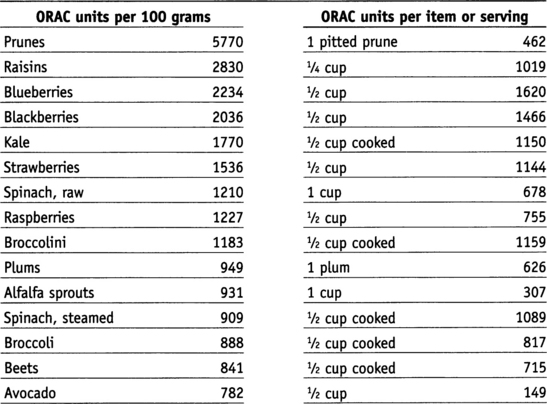 ORAC units per 100 grams ORAC units per item or serving
Prunes 5770 1 pitted prune 462
Raisins 2830 ¼ cup 1019
Blueberries 2234 ½ cup 1620
Blackberries 2036 ½ cup 1466
Kale 1770 ½ cup cooked 1150
Strawberries 1536 ½ cup 1144
Spinach, raw 1210 1 cup 678
Raspberries 1227 ½ cup 755
Broccolini 1183 ½ cup cooked 1159
Plums 949 1 plum 626
Alfalfa sprouts 931 1 cup 307
Spinach, steamed 909 ½ cup cooked 1089
Broccoli 888 ½ cup cooked 817
Beets 841 ½ cup cooked 715
Avocado 782 ½ cup 149